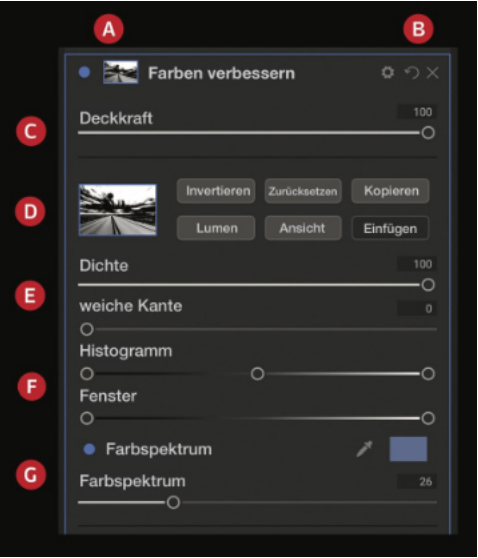 A
B
Farben verbessern
C
Deckkraft
100
D
Invertieren
Zurücksetzen
Kopieren
Lumen
Ansicht
Einfügen
Dichte
100
E
weiche Kante
0
Histogramm
F
Fenster
Farbspektrum
G
Farbspektrum
26